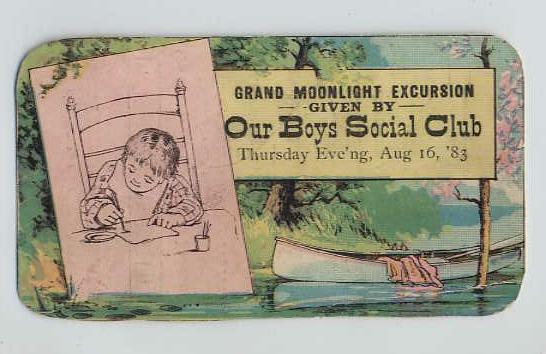 GRAND MOONLIGHT EXCURSION
GIVEN BY
Our Boys Social Club
Thursday Eve'ng, Aug 16, '83